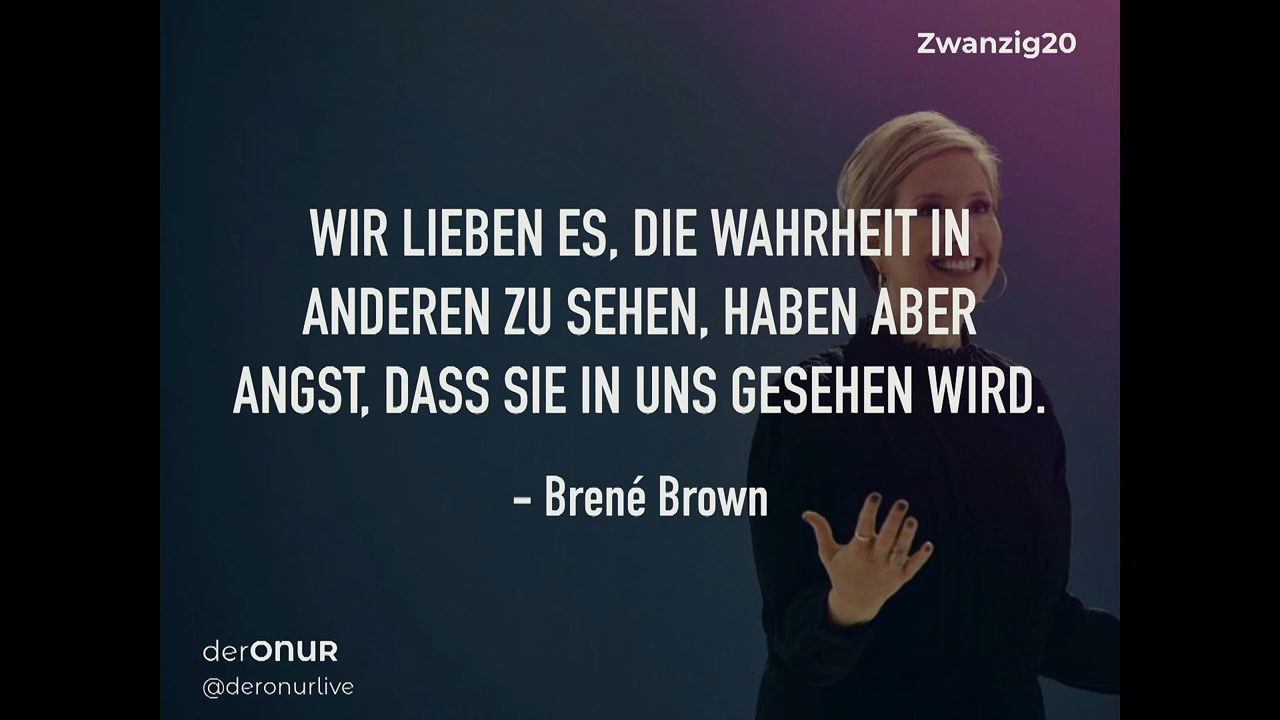 Zwanzig20
WIR LIEBEN ES, DIE WAHRHEIT IN
ANDEREN ZU SEHEN, HABEN ABER
ANGST, DASS SIE IN UNS GESEHEN WIRD.
– Brené Brown
derONUR
@deronurlive